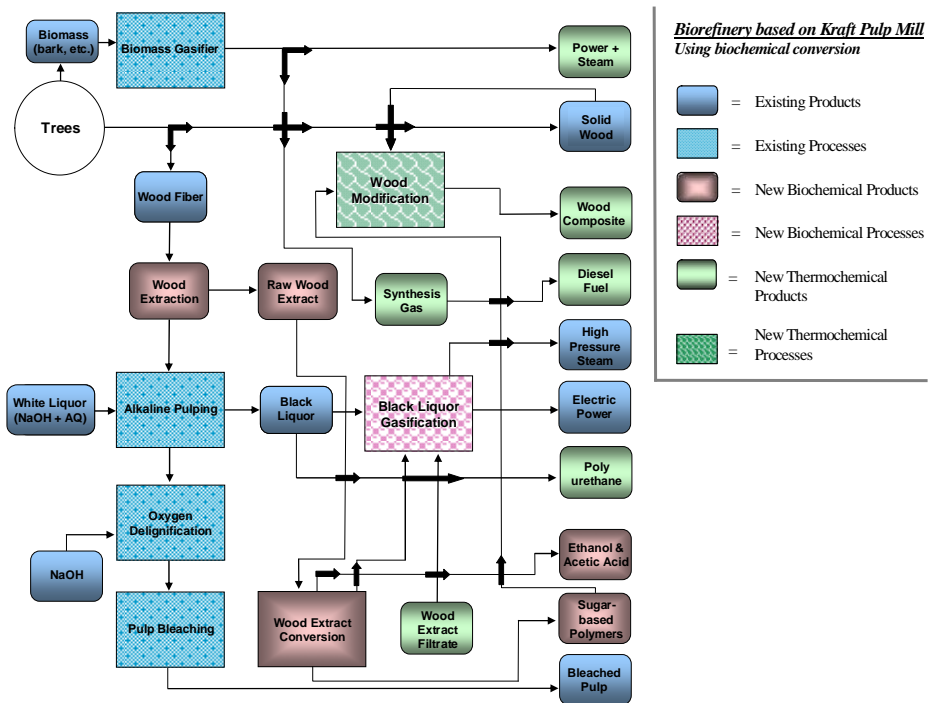 Biomass
(bark, etc.)
Biomass Gasifier
Power +
Steam
Trees
Solid
Wood
Wood Fiber
Wood
Modification
Wood
Composite
Wood
Extraction
Raw Wood
Extract
Synthesis
Gas
Diesel
Fuel
High
Pressure
Steam
White Liquor
(NaOH + AQ)
Alkaline Pulping
Black
Liquor
Black Liquor
Gasification
Electric
Power
Poly
urethane
Oxygen
Delignification
NaOH
Ethanol &
Acetic Acid
Pulp Bleaching
Wood Extract
Conversion
Wood
Extract
Filtrate
Sugar-
based
Polymers
Bleached
Pulp
Biorefinery based on Kraft Pulp Mill
Using biochemical conversion
= Existing Products
= Existing Processes
= New Biochemical Products
= New Biochemical Processes
= New Thermochemical
Products
= New Thermochemical
Processes